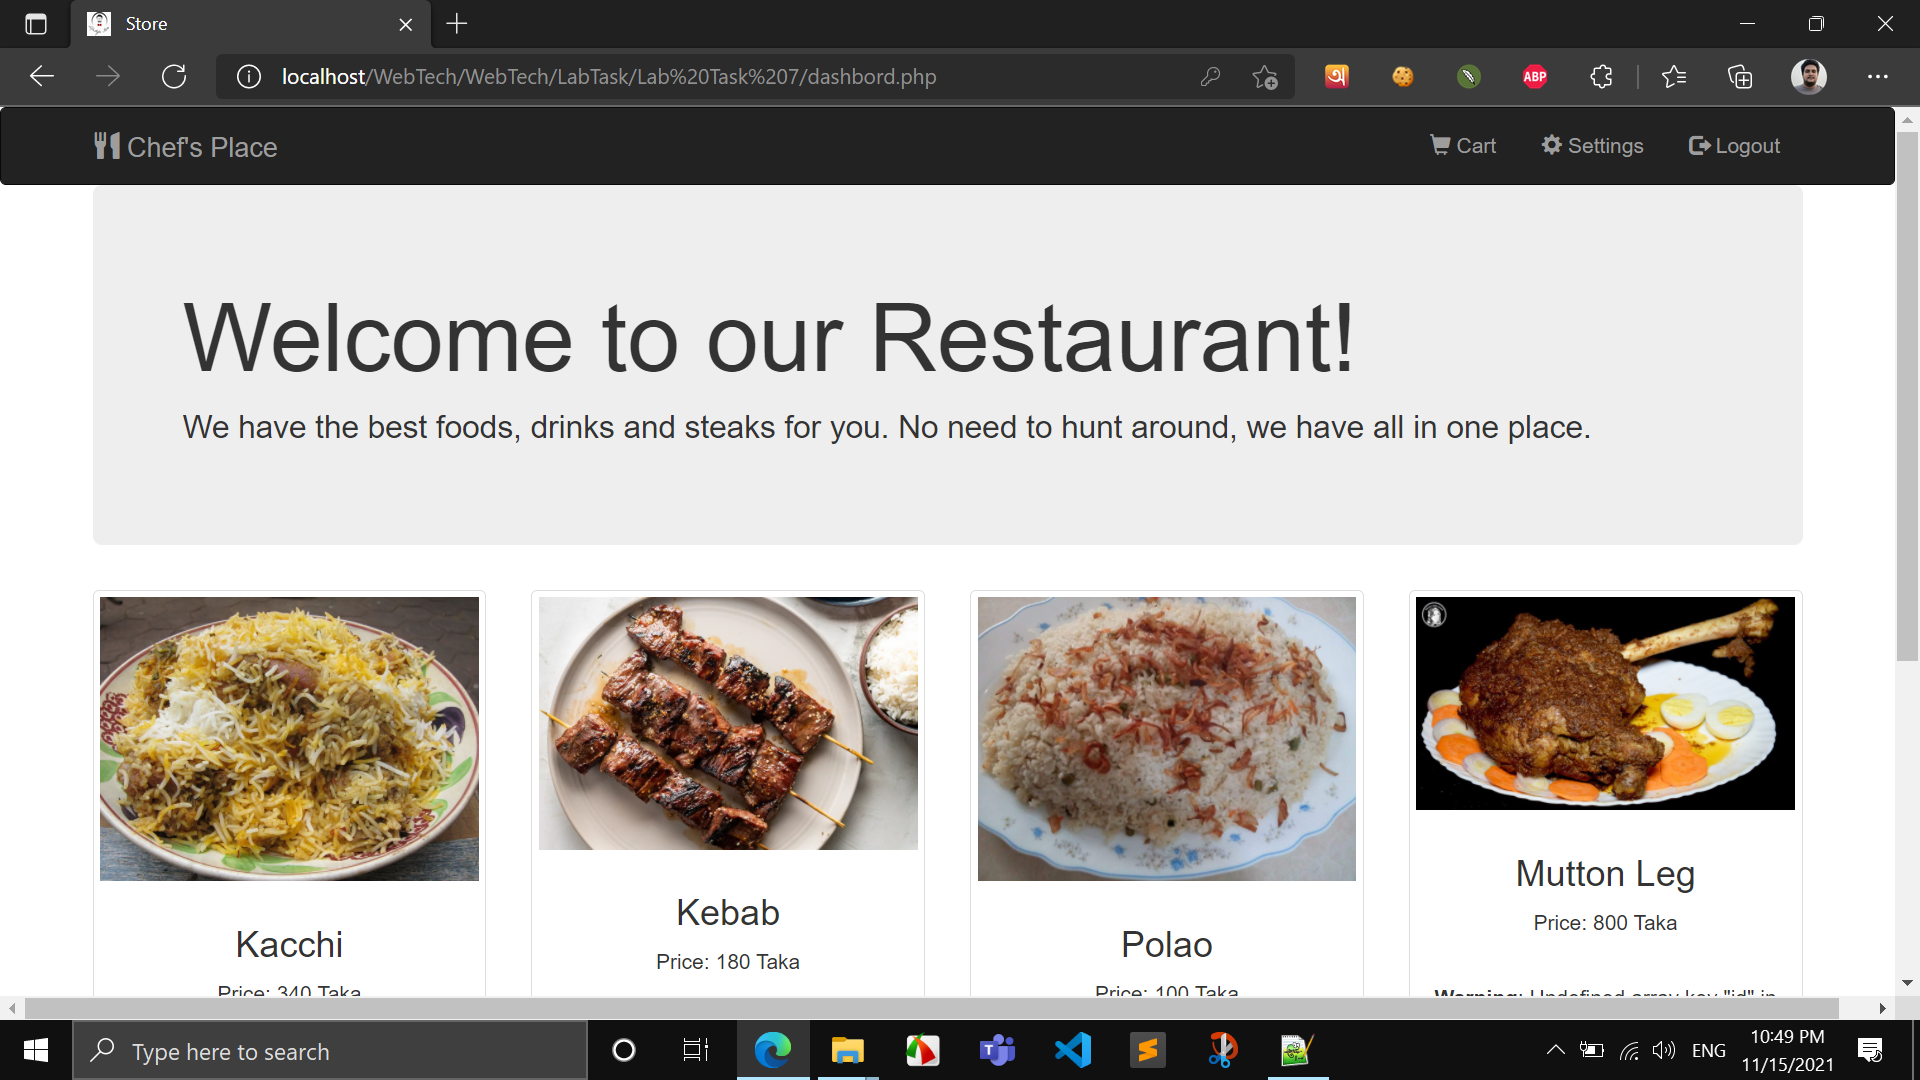 Store
localhost/WebTech/WebTech/LabTask/Lab%20Task%207/dashbord.php
ABP
Chef's Place
Cart
Settings
Logout
Welcome to our Restaurant!
We have the best foods, drinks and steaks for you. No need to hunt around, we have all in one place.
Kacchi
Price: 340 Taka
Kebab
Price: 180 Taka
Polao
Price: 100 Taka
Mutton Leg
Price: 800 Taka
Warning: Undefined array key "id" in
Type here to search
ENG
10:49 PM
11/15/2021